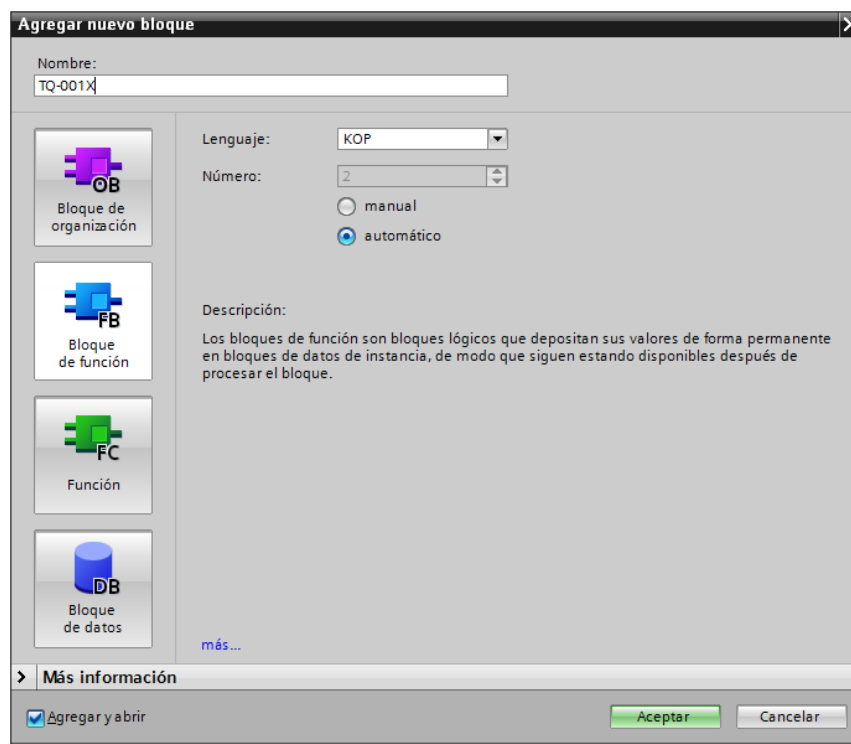 Agregar nuevo bloque
Nombre:
TQ-001X
OB
Bloque de
organización
FB
Bloque
de función
FC
Función
DB
Bloque
de datos
Lenguaje:
KOP
Número:
2
manual
automático
Descripción:
Los bloques de función son bloques lógicos que depositan sus valores de forma permanente
en bloques de datos de instancia, de modo que siguen estando disponibles después de
procesar el bloque.
más...
Más información
Agregar y abrir
Aceptar
Cancelar